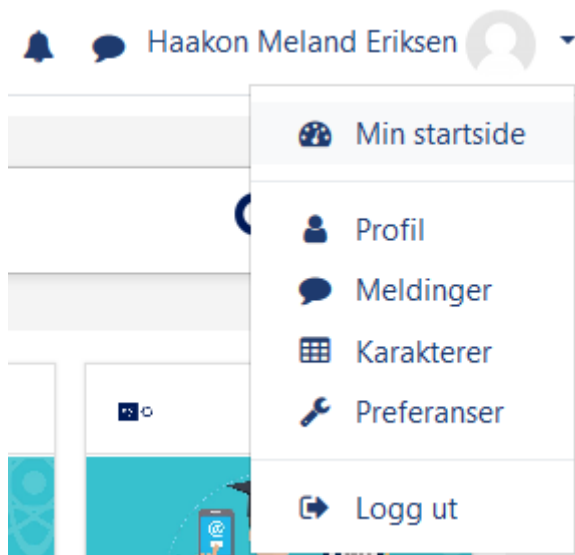 Haakon Meland Eriksen
Min startside
Profil
Meldinger
Karakterer
Preferanser
Logg ut
@